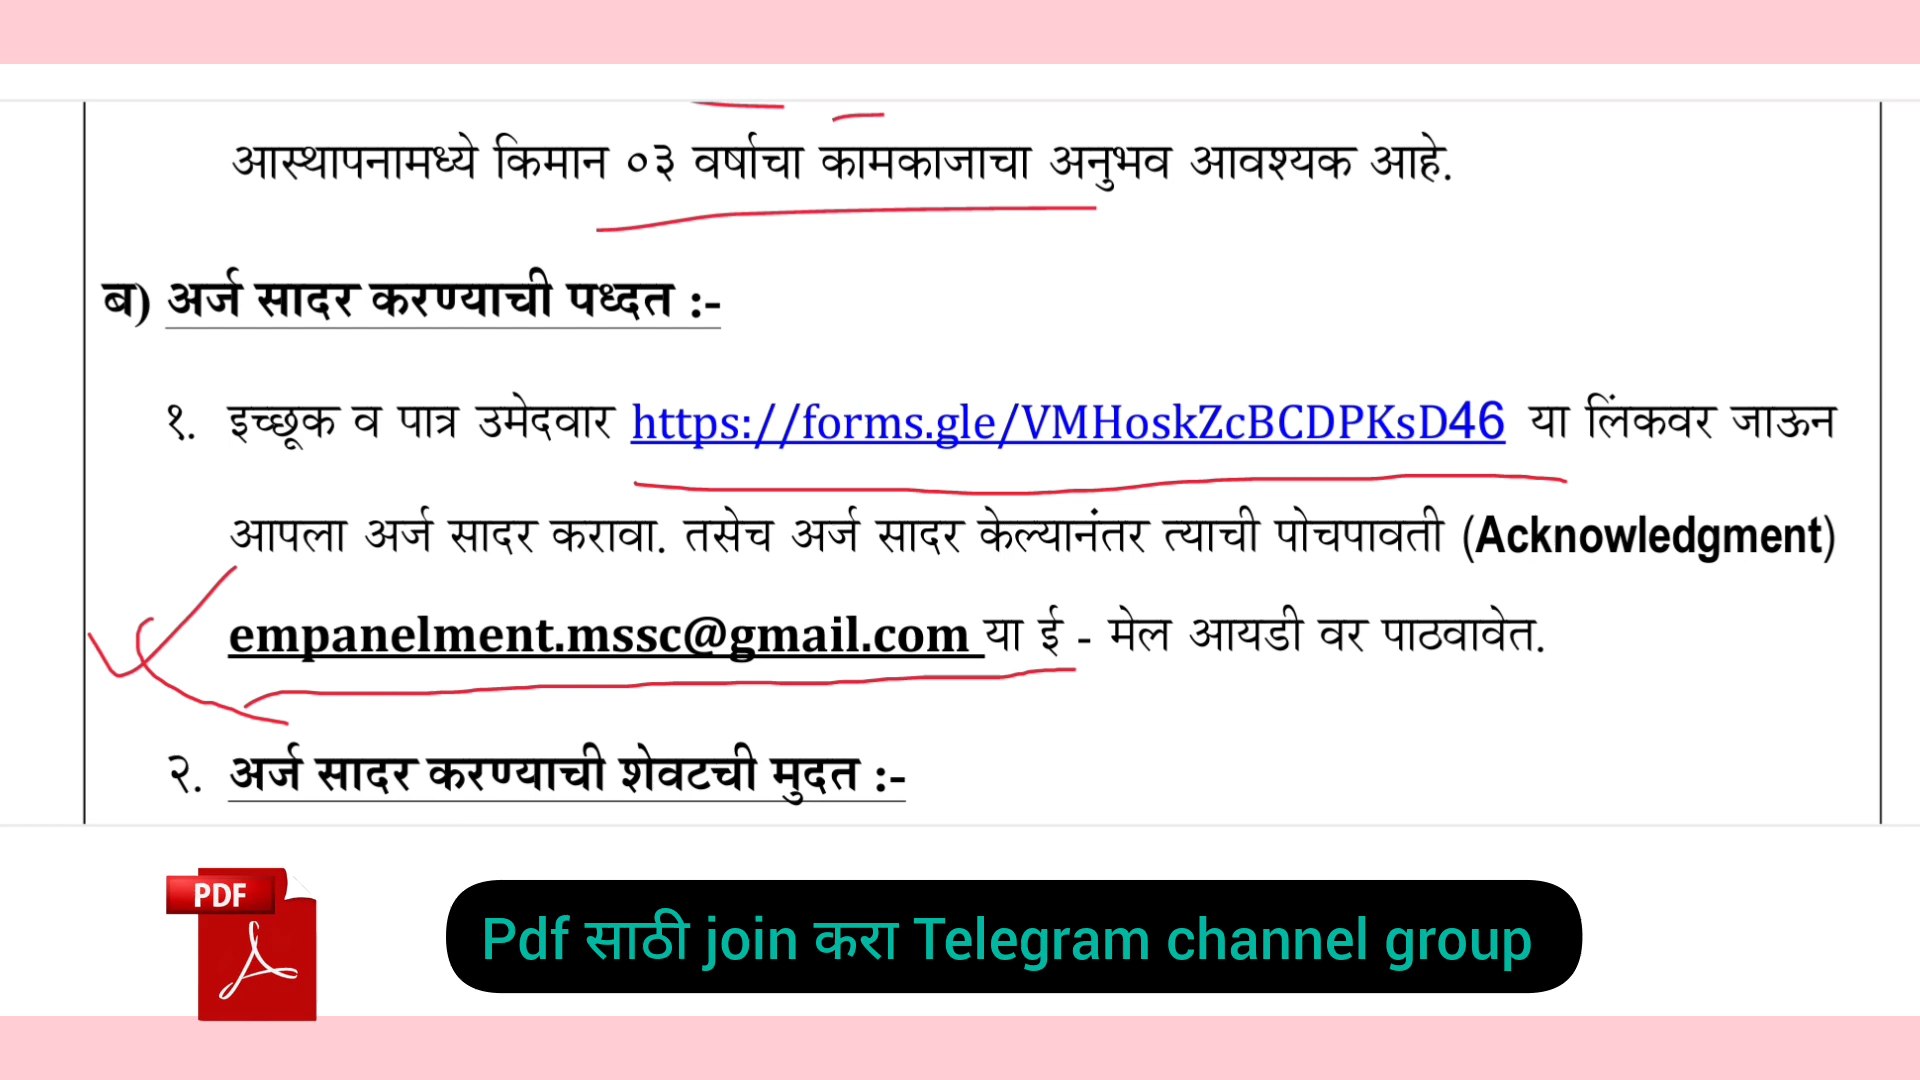 आस्थापनामध्ये किमान ०३ वर्षाचा कामकाजाचा अनुभव आवश्यक आहे.
ब) अर्ज सादर करण्याची पध्दत :-
१. इच्छूक व पात्र उमेदवार https://forms.gle/VMHoskZcBCDPKsD46 या लिंकवर जाऊन
आपला अर्ज सादर करावा. तसेच अर्ज सादर केल्यानंतर त्याची पोचपावती (Acknowledgment)
empanelment.mssc@gmail.com या ई - मेल आयडी वर पाठवावेत.
२. अर्ज सादर करण्याची शेवटची मुदत :-
PDF
Pdf साठी join करा Telegram channel group